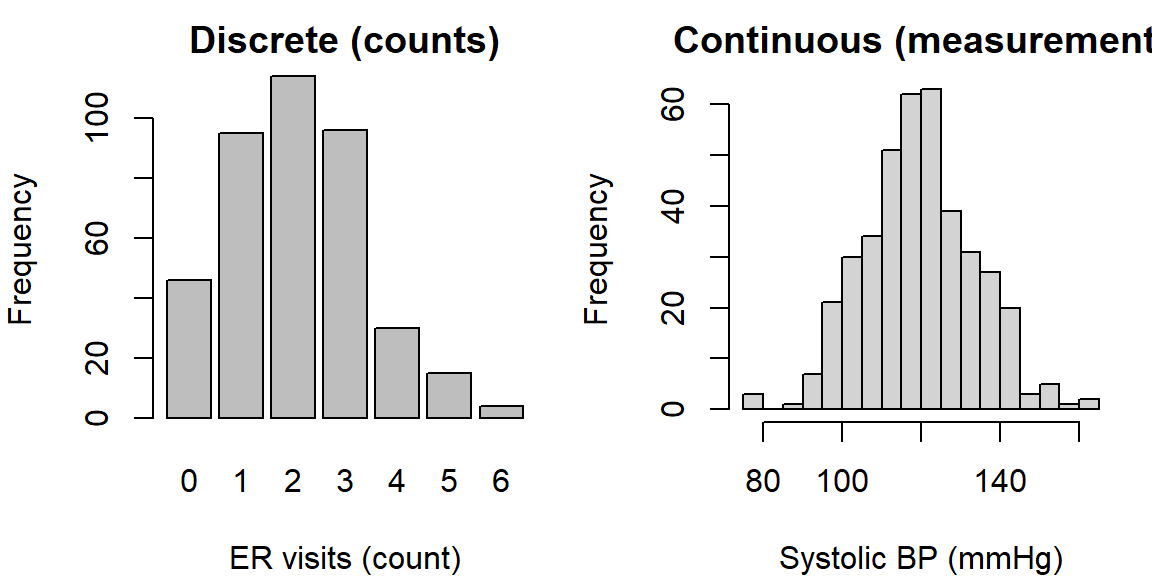 Discrete (counts)
Frequency
100
60
20
0
0 1 2 3 4 5 6
ER visits (count)
Continuous (measurement
Frequency
60
40
20
0
80 100 140
Systolic BP (mmHg)